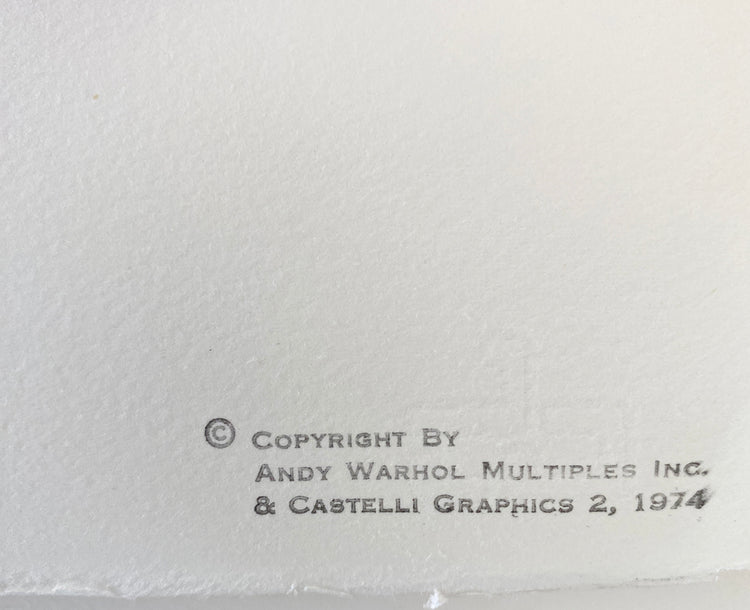 © COPYRIGHT BY
ANDY WARHOL MULTIPLES INC.
& CASTELLI GRAPHICS 2, 1974